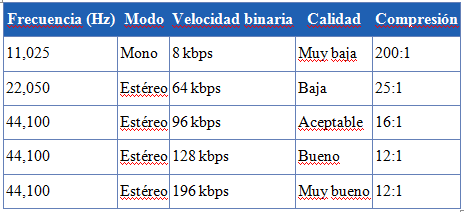 Frecuencia (Hz) Modo Velocidad binaria Calidad Compresión
11,025 Mono 8 kbps Muy baja 200:1
22,050 Estéreo 64 kbps Baja 25:1
44,100 Estéreo 96 kbps Aceptable 16:1
44,100 Estéreo 128 kbps Bueno 12:1
44,100 Estéreo 196 kbps Muy bueno 12:1